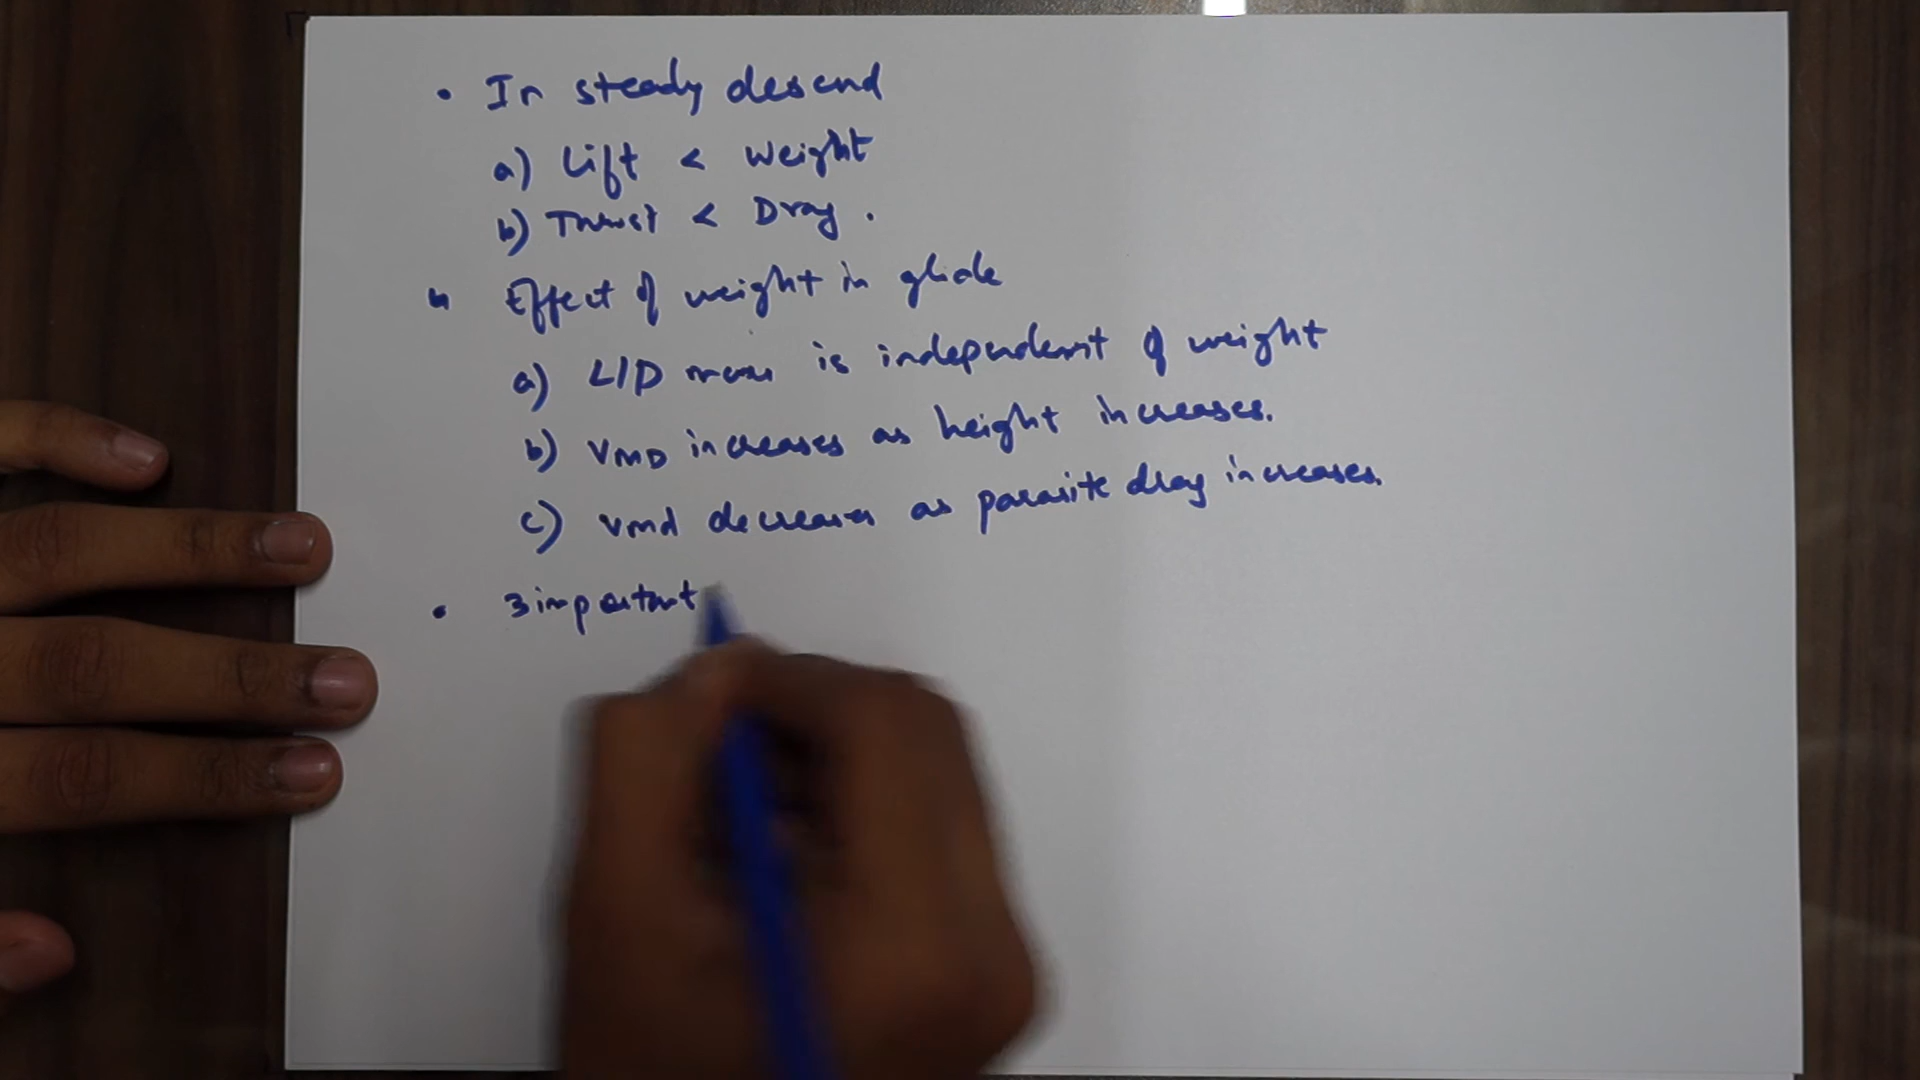 • In steady descend
a) Lift < Weight
b) Thrust < Drag .
Effect of weight in glide
a) L/D max is independent of weight
b) VMD increases as height increases.
c) vmd decreases as parasite drag increases.
• 3 important